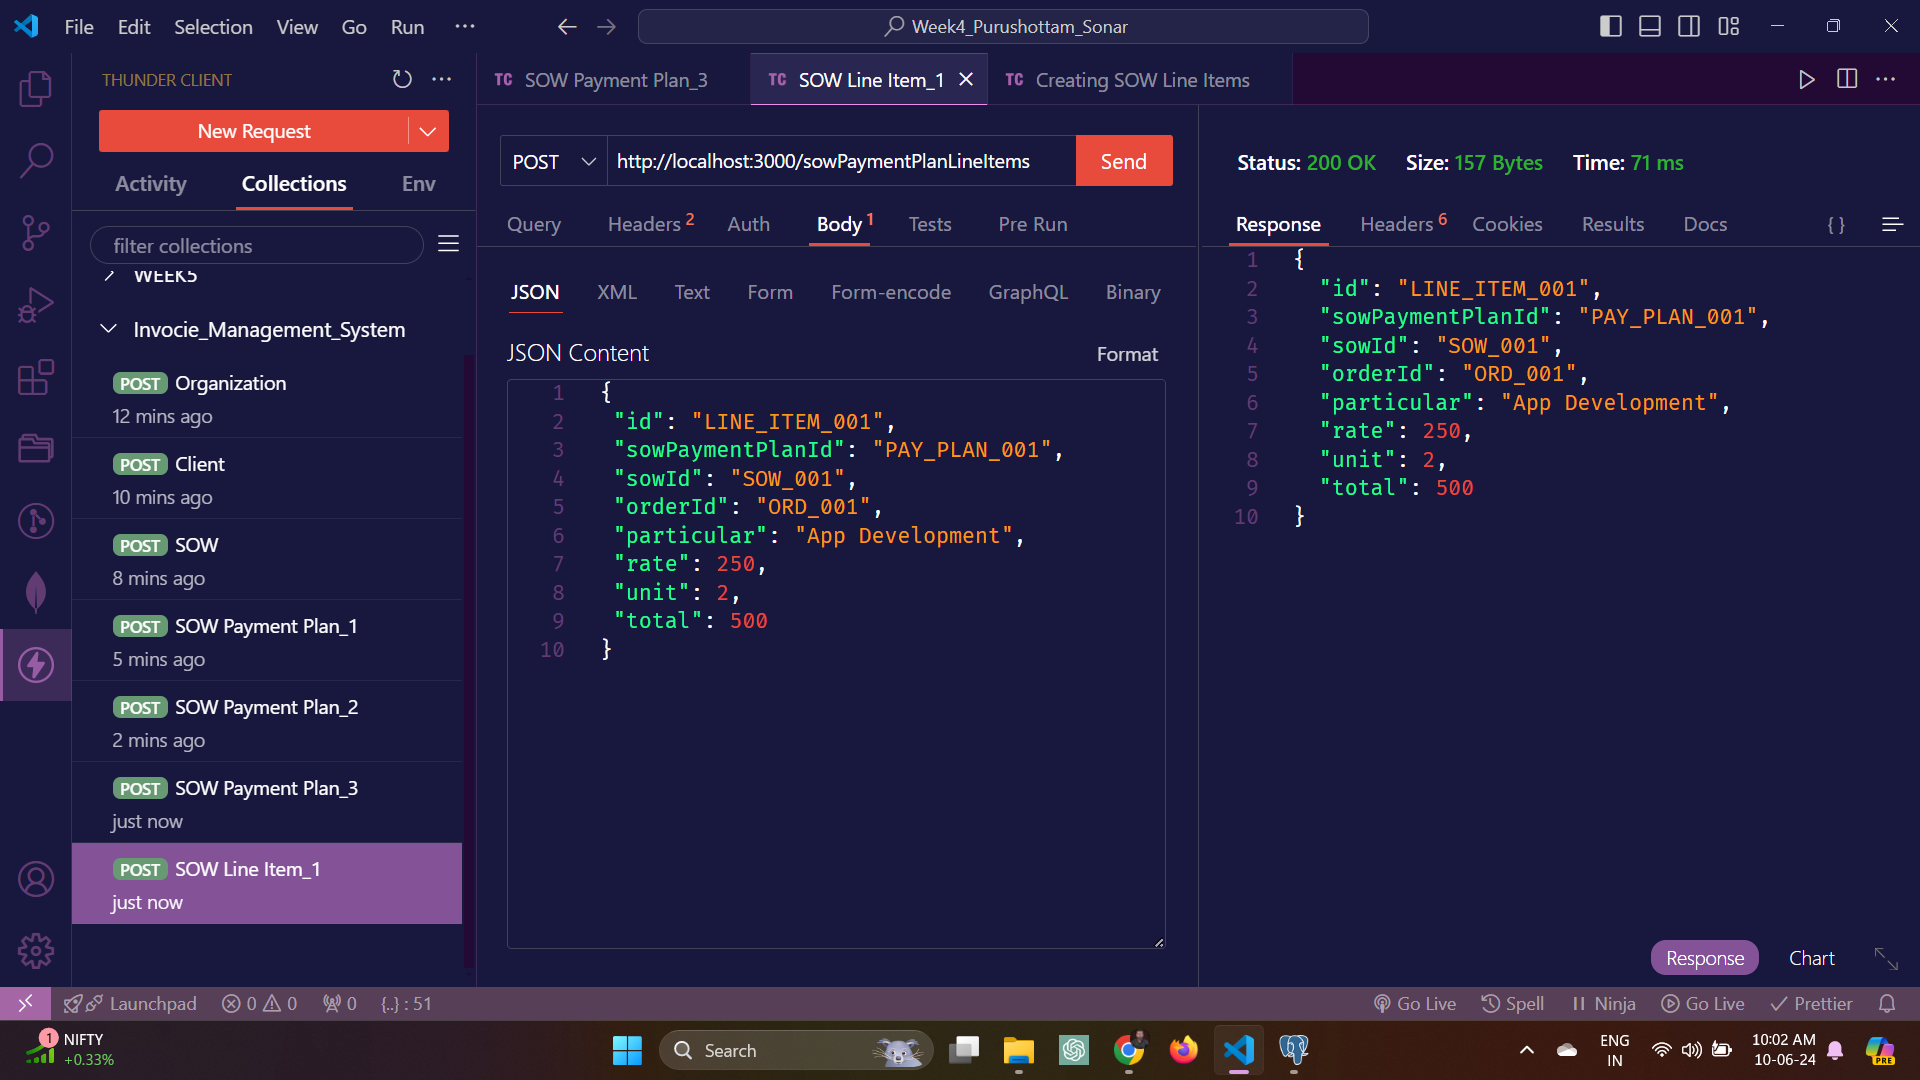 File Edit Selection View Go Run ···
Week4_Purushottam_Sonar
THUNDER CLIENT
New Request
Activity Collections Env
filter collections
WEEK5
Invocie_Management_System
POST Organization
12 mins ago
POST Client
10 mins ago
POST SOW
8 mins ago
POST SOW Payment Plan_1
5 mins ago
POST SOW Payment Plan_2
2 mins ago
POST SOW Payment Plan_3
just now
POST SOW Line Item_1
just now
TC SOW Payment Plan_3 TC SOW Line Item_1 TC Creating SOW Line Items
POST http://localhost:3000/sowPaymentPlanLineItems Send
Query Headers 2 Auth Body 1 Tests Pre Run
JSON XML Text Form Form-encode GraphQL Binary
JSON Content Format
1 {
2 "id": "LINE_ITEM_001",
3 "sowPaymentPlanId": "PAY_PLAN_001",
4 "sowId": "SOW_001",
5 "orderId": "ORD_001",
6 "particular": "App Development",
7 "rate": 250,
8 "unit": 2,
9 "total": 500
10 }
Status: 200 OK Size: 157 Bytes Time: 71 ms
Response Headers 6 Cookies Results Docs { }
1 {
2 "id": "LINE_ITEM_001",
3 "sowPaymentPlanId": "PAY_PLAN_001",
4 "sowId": "SOW_001",
5 "orderId": "ORD_001",
6 "particular": "App Development",
7 "rate": 250,
8 "unit": 2,
9 "total": 500
10 }
Response Chart
Launchpad 0 0 0 {..} : 51 Go Live Spell Ninja Go Live Prettier
1 NIFTY
+0.33%
Search
ENG
IN
10:02 AM
10-06-24
PRE